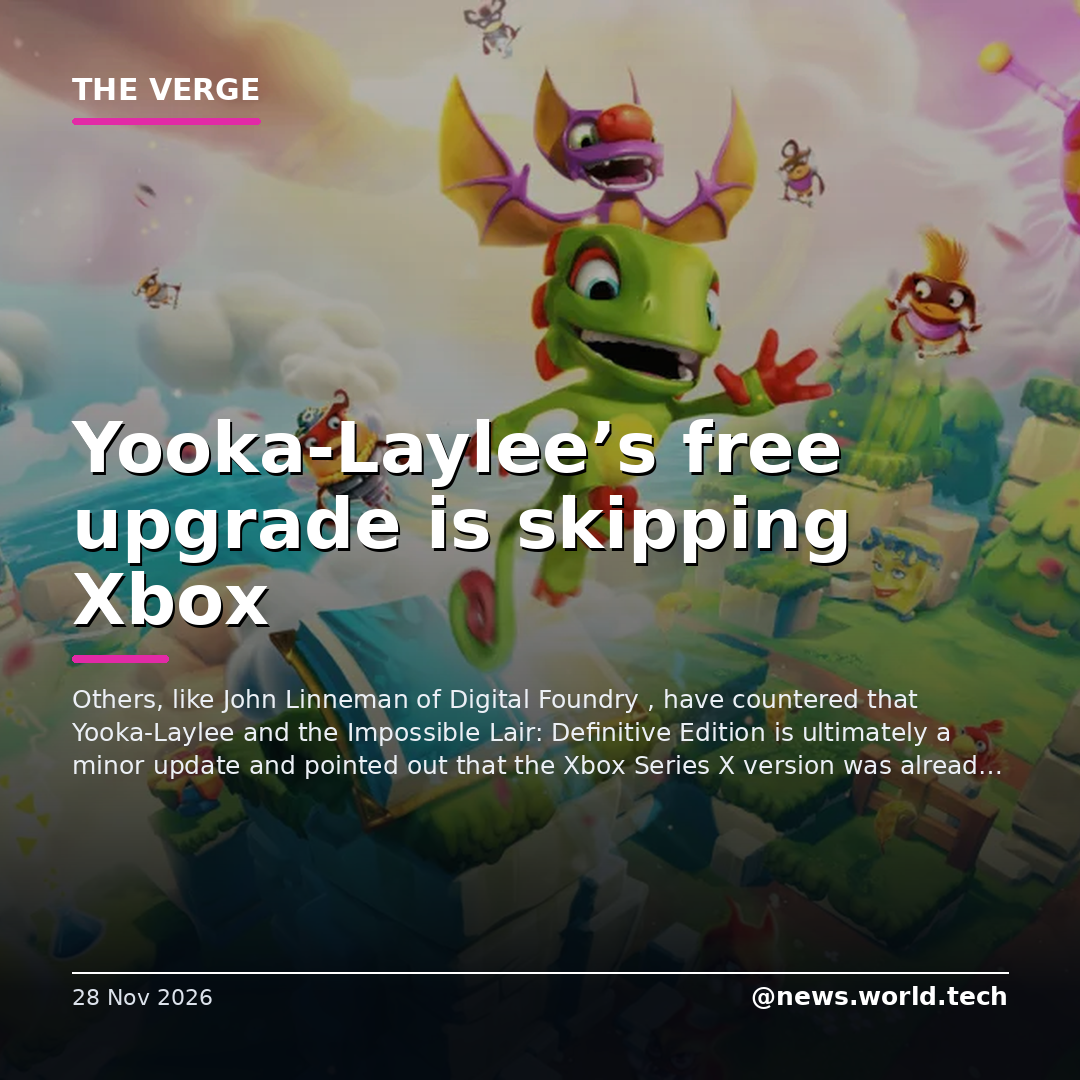 THE VERGE
Yooka-Laylee’s free
upgrade is skipping
Xbox
Others, like John Linneman of Digital Foundry , have countered that
Yooka-Laylee and the Impossible Lair: Definitive Edition is ultimately a
minor update and pointed out that the Xbox Series X version was alread…
28 Nov 2026
@news.world.tech